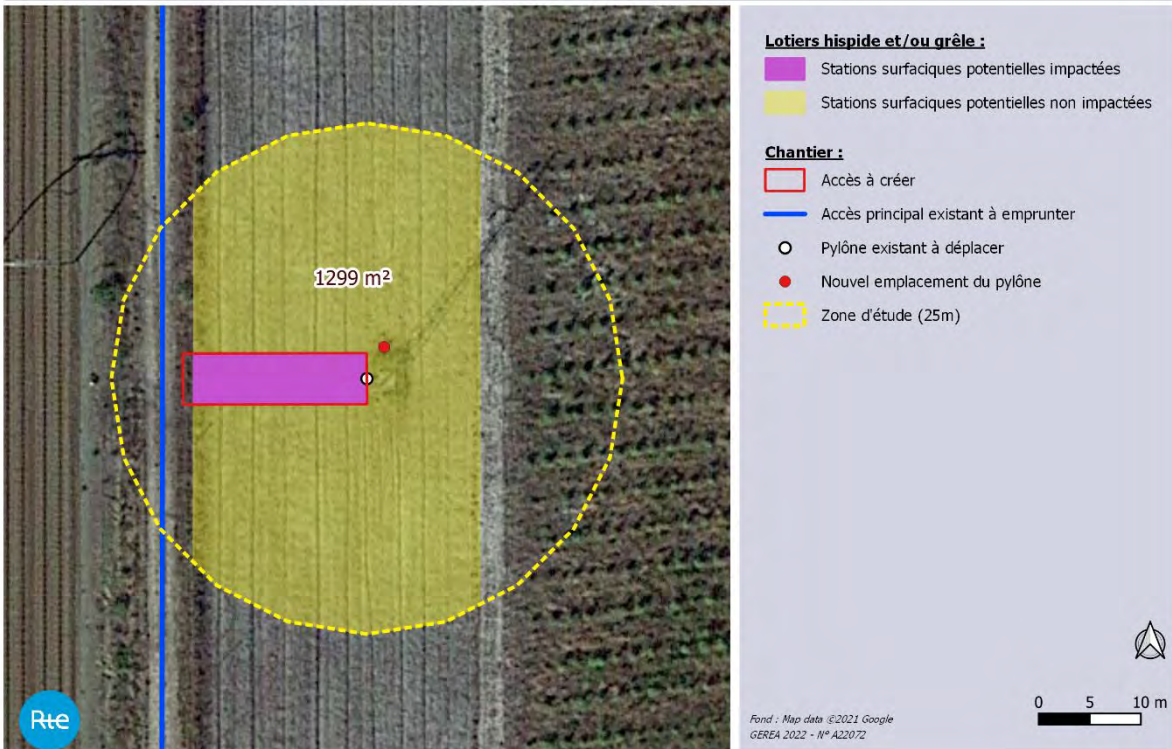 1299 m²
Rte
Lotiers hispide et/ou grêle :
Stations surfaciques potentielles impactées
Stations surfaciques potentielles non impactées
Chantier :
Accès à créer
Accès principal existant à emprunter
Pylône existant à déplacer
Nouvel emplacement du pylône
Zone d'étude (25m)
0 5 10 m
Fond : Map data ©2021 Google
GEREA 2022 - N° A22072